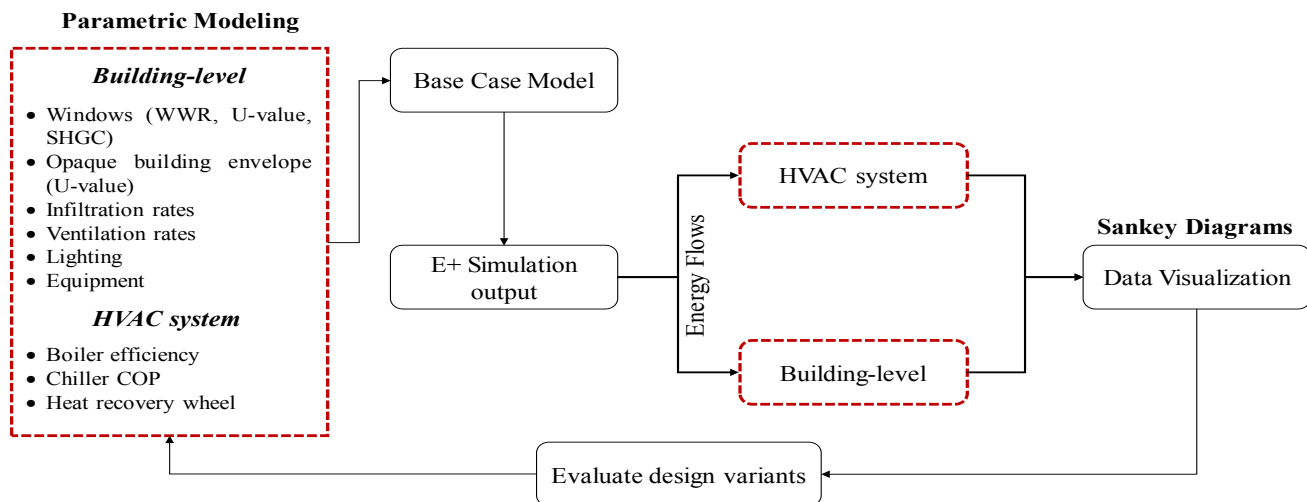 Parametric Modeling
Building-level
• Windows (WWR, U-value,
SHGC)
• Opaque building envelope
(U-value)
• Infiltration rates
• Ventilation rates
• Lighting
• Equipment
HVAC system
• Boiler efficiency
• Chiller COP
• Heat recovery wheel
Base Case Model
E+ Simulation
output
Energy Flows
HVAC system
Building-level
Sankey Diagrams
Data Visualization
Evaluate design variants